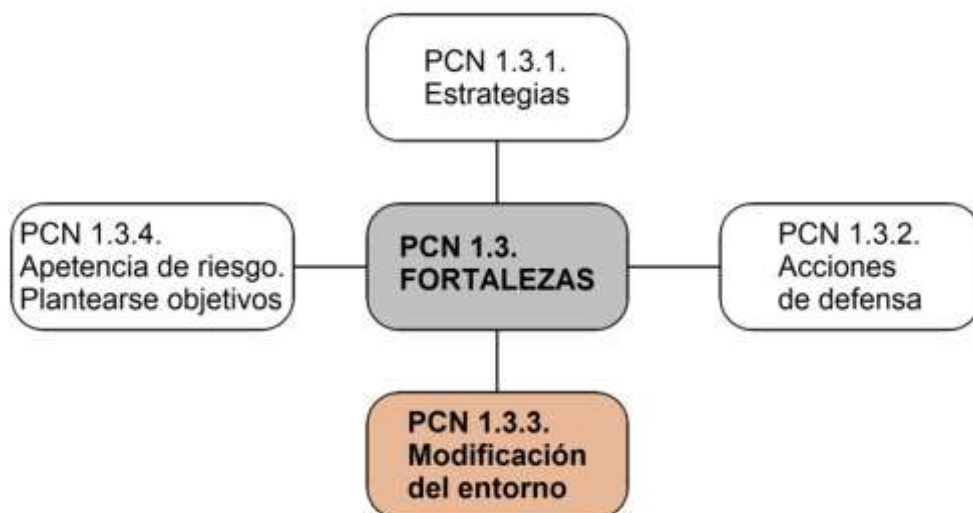 PCN 1.3.1.
Estrategias
PCN 1.3.4.
Apetencia de riesgo.
Plantearse objetivos
PCN 1.3.
FORTALEZAS
PCN 1.3.2.
Acciones
de defensa
PCN 1.3.3.
Modificación
del entorno